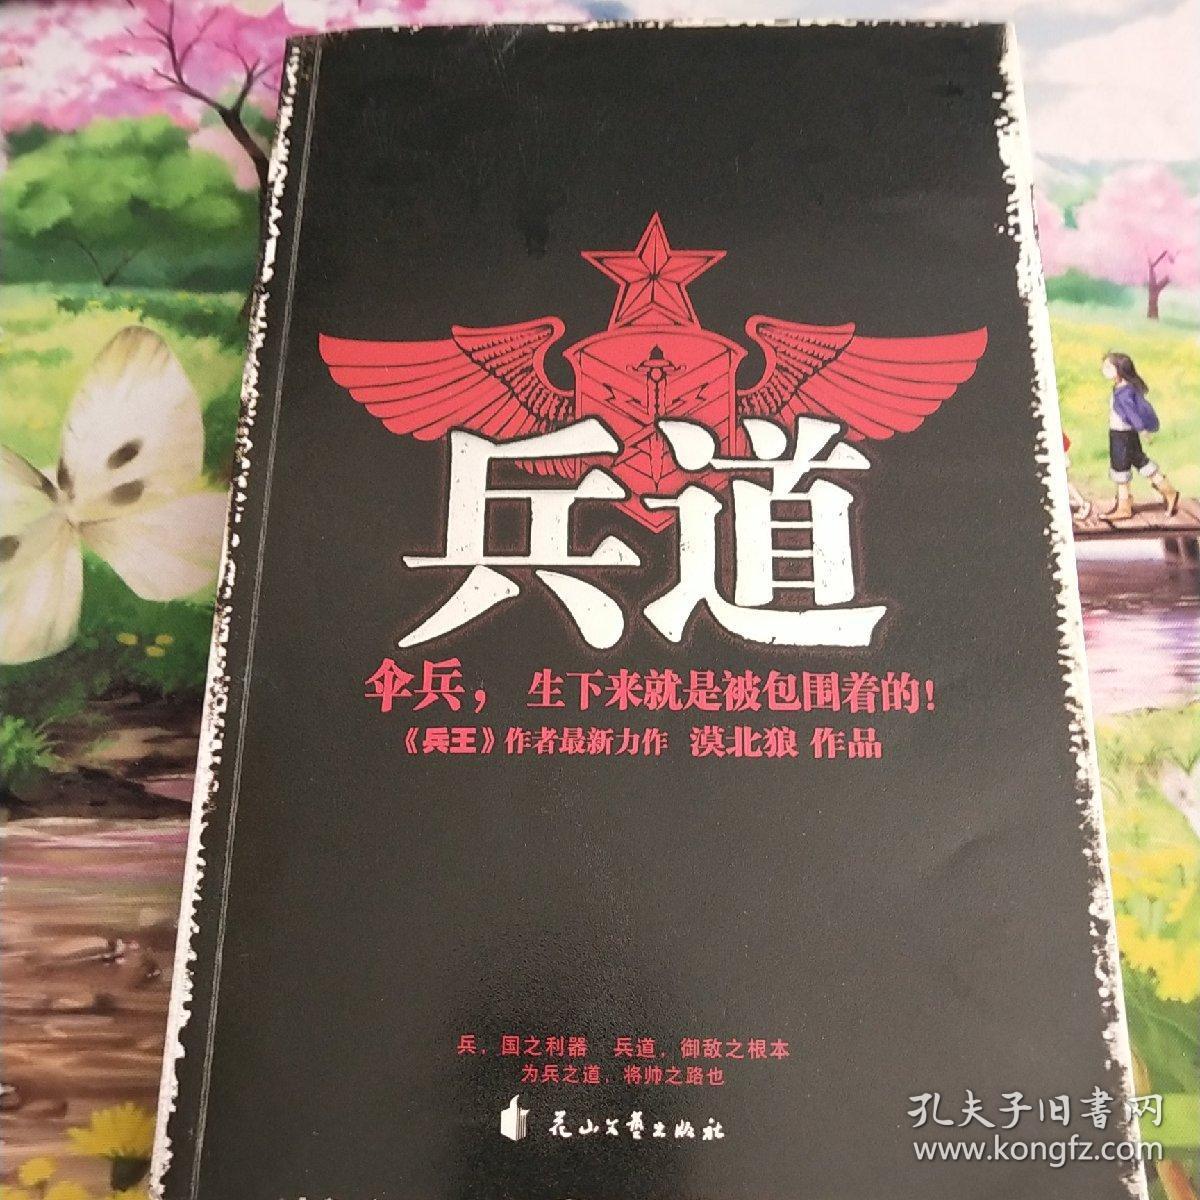 兵道
伞兵，生下来就是被包围着的！
《兵王》作者最新力作 漠北狼 作品
兵，国之利器 兵道，御敌之根本
为兵之道，将帅之路也
花山文艺出版社
孔夫子旧书网
www.kongfz.com